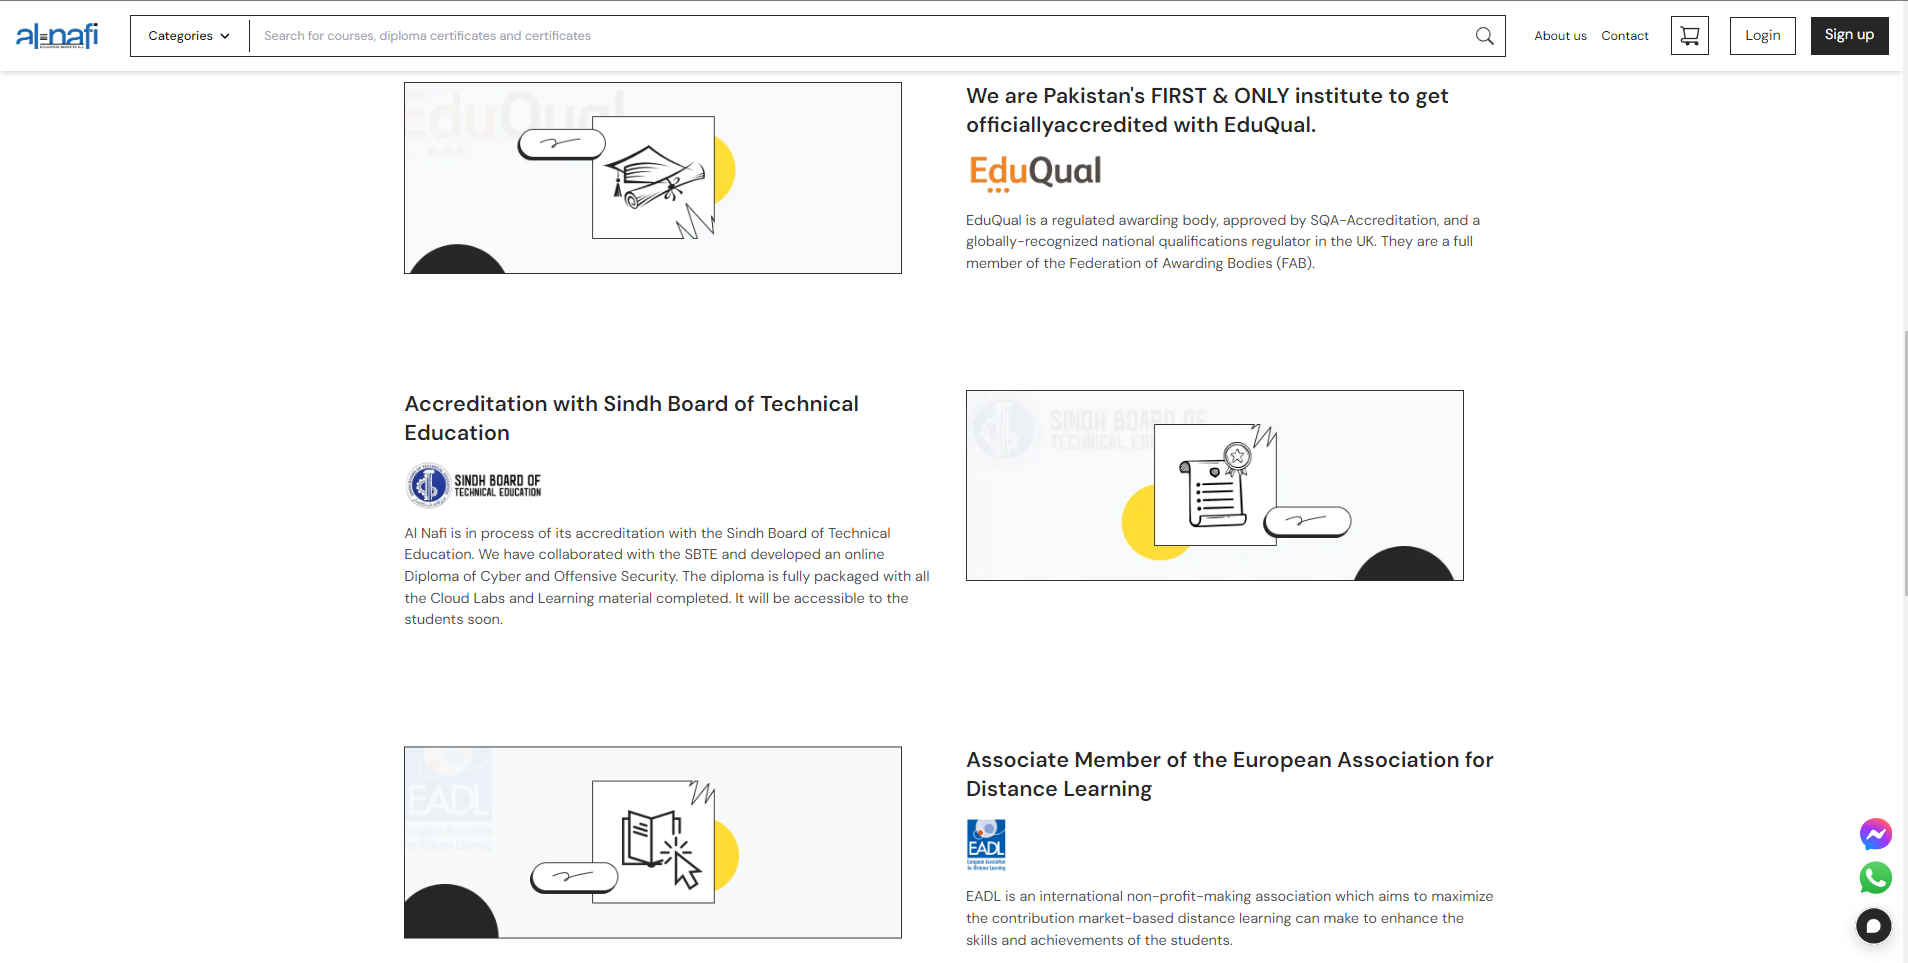 al-nafi
Categories
Search for courses, diploma certificates and certificates
About us
Contact
Login
Sign up
EduQual
We are Pakistan's FIRST & ONLY institute to get
officiallyaccredited with EduQual.
EduQual
EduQual is a regulated awarding body, approved by SQA-Accreditation, and a
globally-recognized national qualifications regulator in the UK. They are a full
member of the Federation of Awarding Bodies (FAB).
Accreditation with Sindh Board of Technical
Education
SINDH BOARD OF
TECHNICAL EDUCATION
Al Nafi is in process of its accreditation with the Sindh Board of Technical
Education. We have collaborated with the SBTE and developed an online
Diploma of Cyber and Offensive Security. The diploma is fully packaged with all
the Cloud Labs and Learning material completed. It will be accessible to the
students soon.
SINDH BOARD OF
TECHNICAL EDU
EADL
European Association
for Distance Learning
Associate Member of the European Association for
Distance Learning
EADL
European Association
for Distance Learning
EADL is an international non-profit-making association which aims to maximize
the contribution market-based distance learning can make to enhance the
skills and achievements of the students.